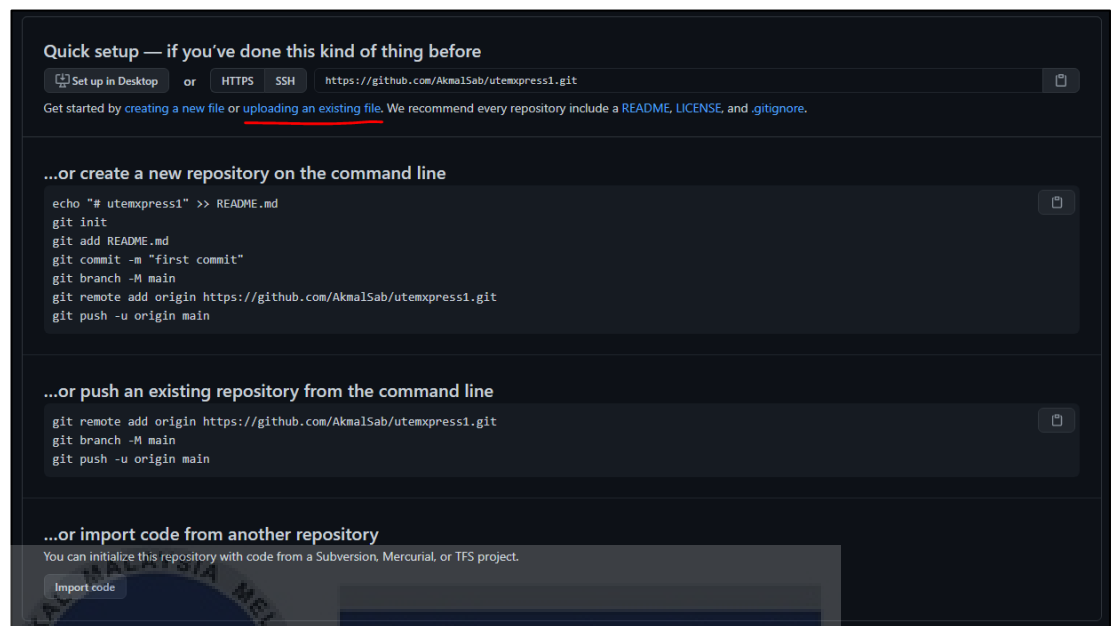 Quick setup — if you’ve done this kind of thing before
Set up in Desktop or HTTPS SSH https://github.com/AkmalSab/utemxpress1.git
Get started by creating a new file or uploading an existing file. We recommend every repository include a README, LICENSE, and .gitignore.
...or create a new repository on the command line
echo "# utemxpress1" >> README.md
git init
git add README.md
git commit -m "first commit"
git branch -M main
git remote add origin https://github.com/AkmalSab/utemxpress1.git
git push -u origin main
...or push an existing repository from the command line
git remote add origin https://github.com/AkmalSab/utemxpress1.git
git branch -M main
git push -u origin main
...or import code from another repository
You can initialize this repository with code from a Subversion, Mercurial, or TFS project.
Import code
MALAYSIA